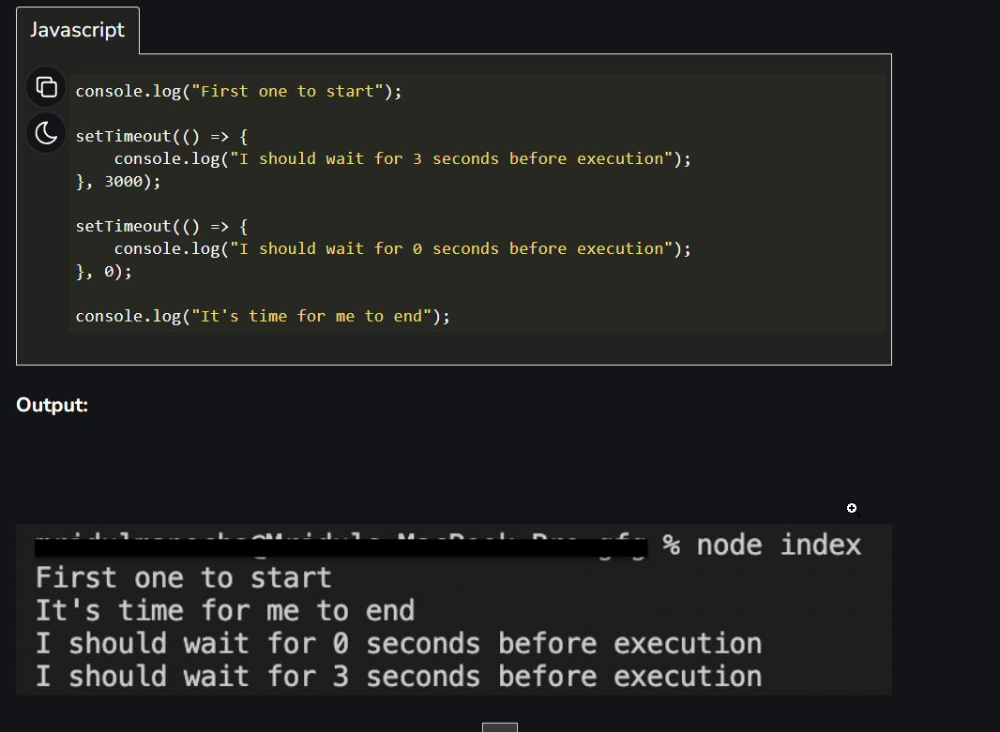 Javascript
console.log("First one to start");
setTimeout(() => {
    console.log("I should wait for 3 seconds before execution");
}, 3000);
setTimeout(() => {
    console.log("I should wait for 0 seconds before execution");
}, 0);
console.log("It's time for me to end");
Output:
% node index
First one to start
It's time for me to end
I should wait for 0 seconds before execution
I should wait for 3 seconds before execution